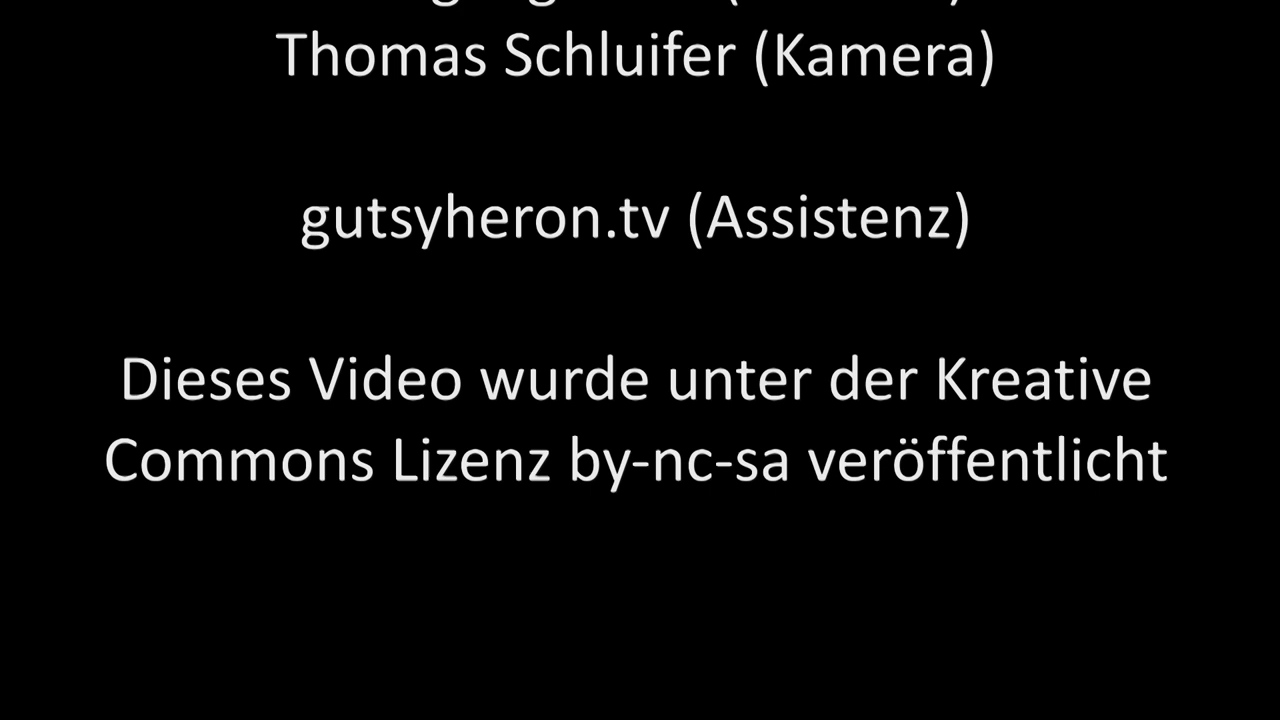 Thomas Schluifer (Kamera)
gutsyheron.tv (Assistenz)
Dieses Video wurde unter der Kreative
Commons Lizenz by-nc-sa veröffentlicht